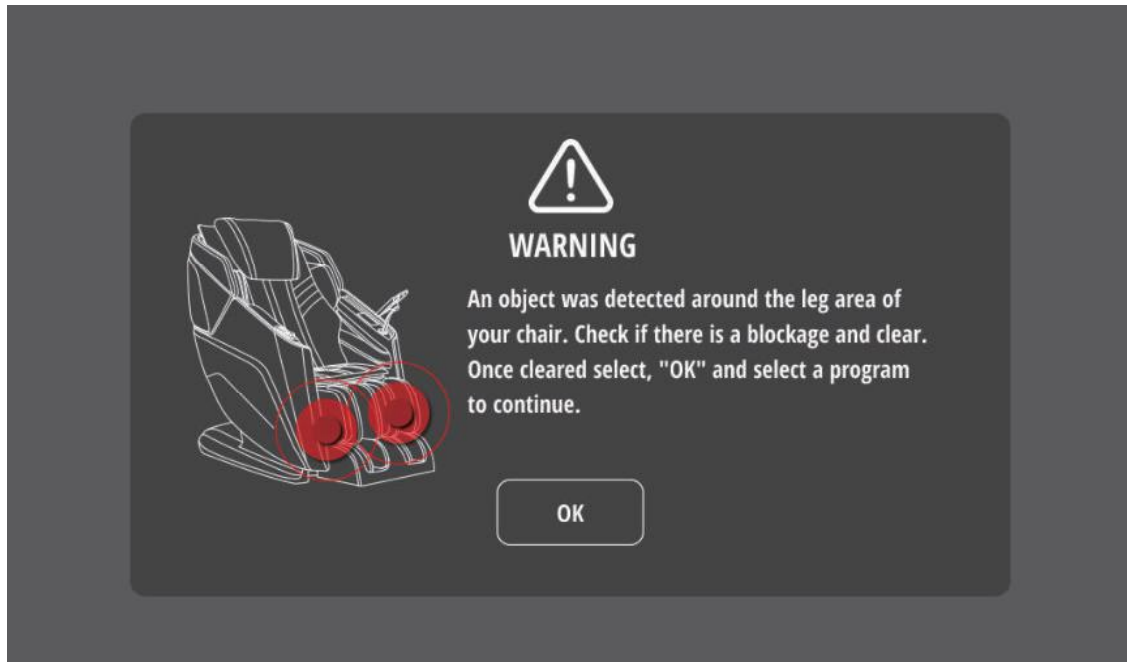 WARNING
An object was detected around the leg area of
your chair. Check if there is a blockage and clear.
Once cleared select, "OK" and select a program
to continue.
OK